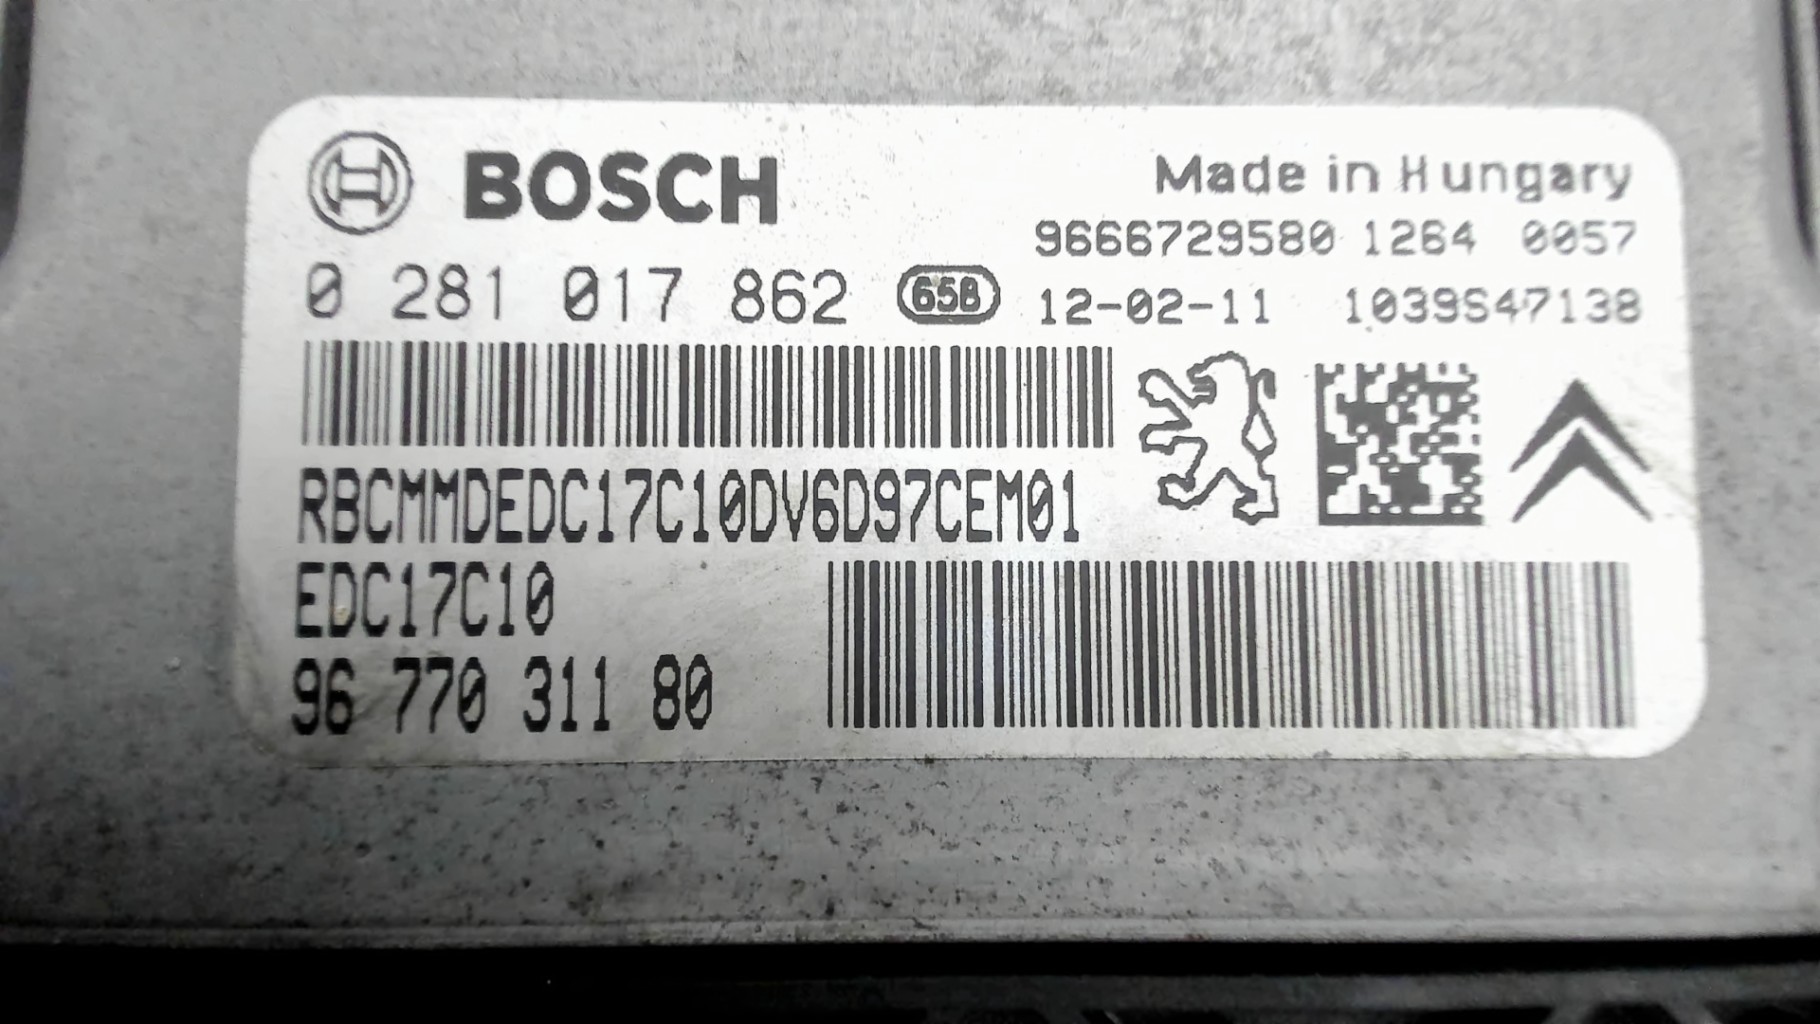 BOSCH
Made in Hungary
9666729580 1264 0057
0 281 017 862 65B 12-02-11 1039S47138
RBCMMDEDC17C10DV6D97CEM01
EDC17C10
96 770 311 80